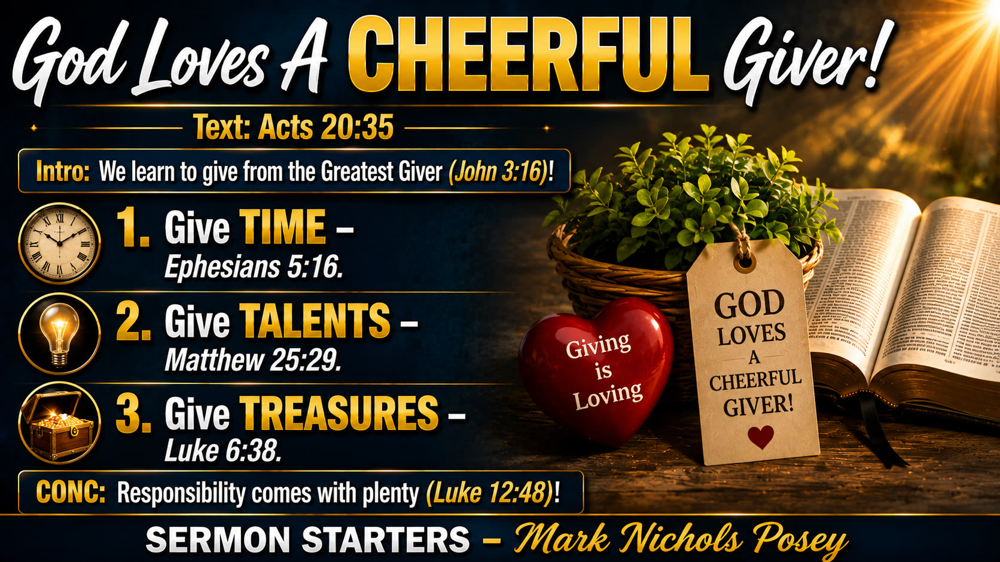 God Loves A CHEERFUL Giver!
Text: Acts 20:35
Intro: We learn to give from the Greatest Giver (John 3:16)!
1. Give TIME –
Ephesians 5:16.
2. Give TALENTS –
Matthew 25:29.
3. Give TREASURES –
Luke 6:38.
CONC: Responsibility comes with plenty (Luke 12:48)!
Giving
is
Loving
GOD
LOVES
A
CHEERFUL
GIVER!
SERMON STARTERS – Mark Nichols Posey